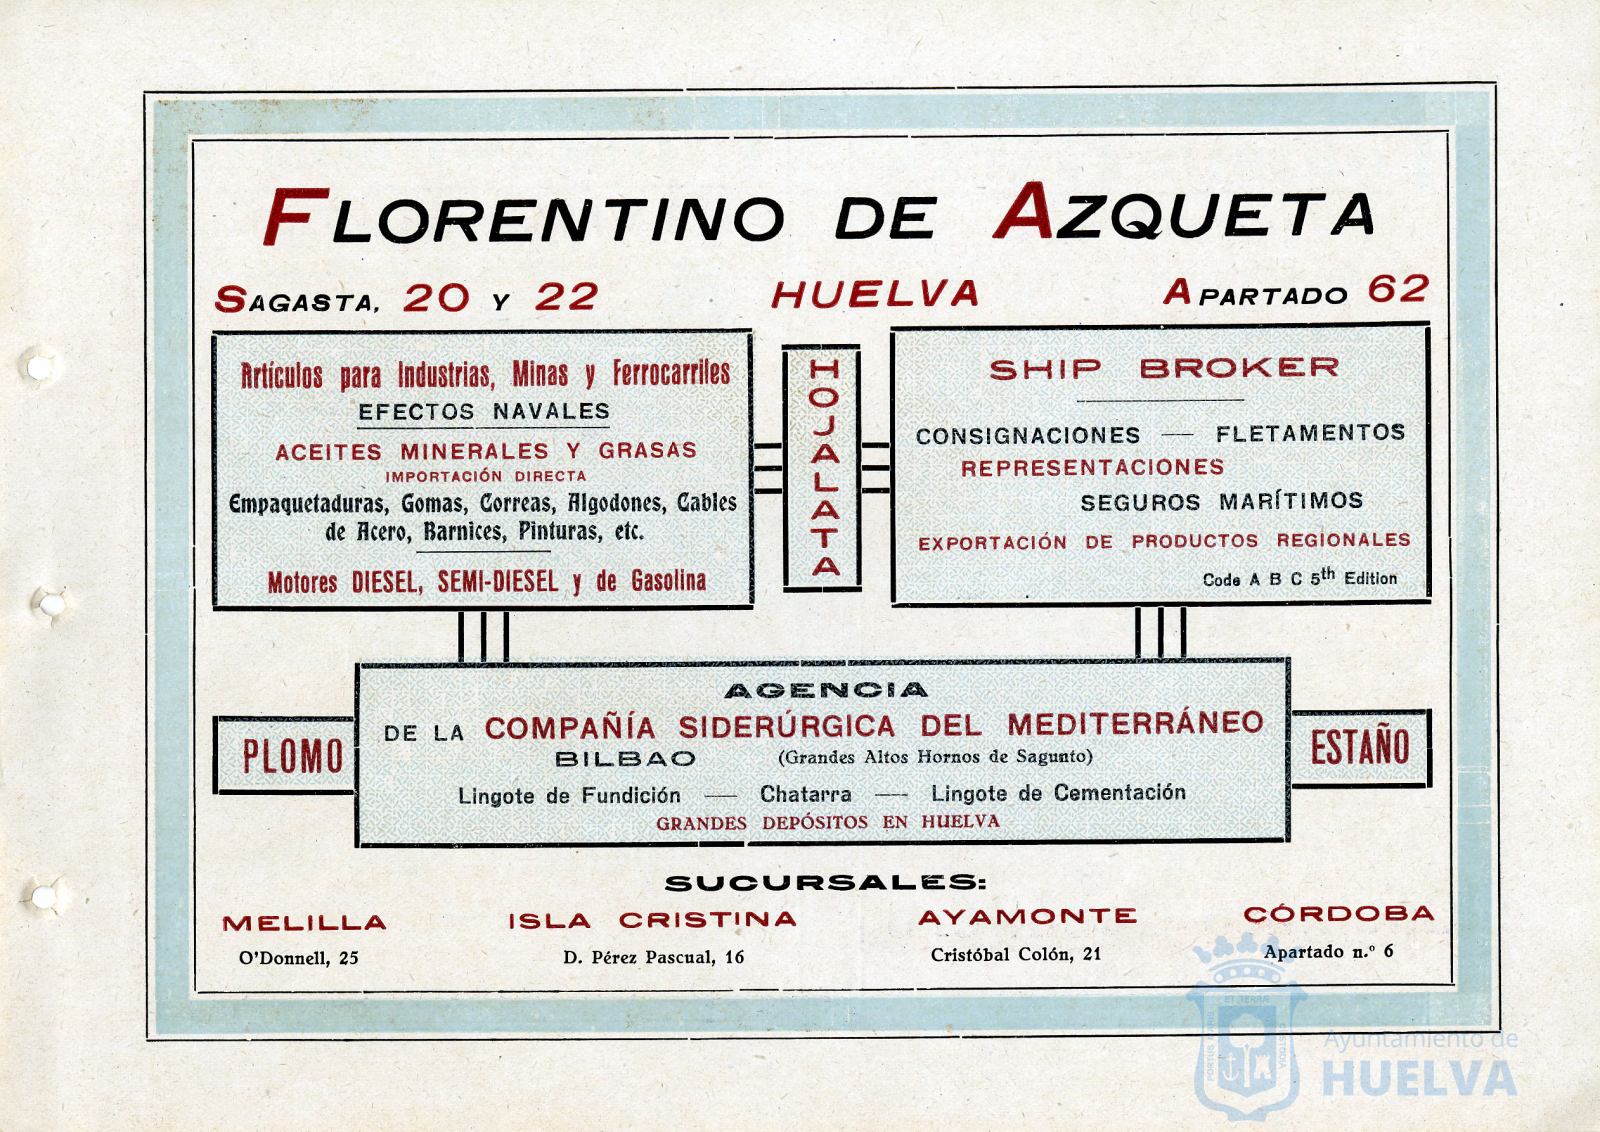 FLORENTINO DE AZQUETA
SAGASTA, 20 Y 22
HUELVA
APARTADO 62
Artículos para Industrias, Minas y Ferrocarriles
EFECTOS NAVALES
ACEITES MINERALES Y GRASAS
IMPORTACIÓN DIRECTA
Empaquetaduras, Gomas, Correas, Algodones, Cables
de Acero, Barnices, Pinturas, etc.
Motores DIESEL, SEMI-DIESEL y de Gasolina
HOJALATA
SHIP BROKER
CONSIGNACIONES — FLETAMENTOS
REPRESENTACIONES
SEGUROS MARÍTIMOS
EXPORTACIÓN DE PRODUCTOS REGIONALES
Code A B C 5th Edition
PLOMO
AGENCIA
DE LA COMPAÑÍA SIDERÚRGICA DEL MEDITERRÁNEO
BILBAO (Grandes Altos Hornos de Sagunto)
Lingote de Fundición — Chatarra — Lingote de Cementación
GRANDES DEPÓSITOS EN HUELVA
ESTAÑO
SUCURSALES:
MELILLA
O'Donnell, 25
ISLA CRISTINA
D. Pérez Pascual, 16
AYAMONTE
Cristóbal Colón, 21
CÓRDOBA
Apartado n.º 6
Ayuntamiento de
HUELVA